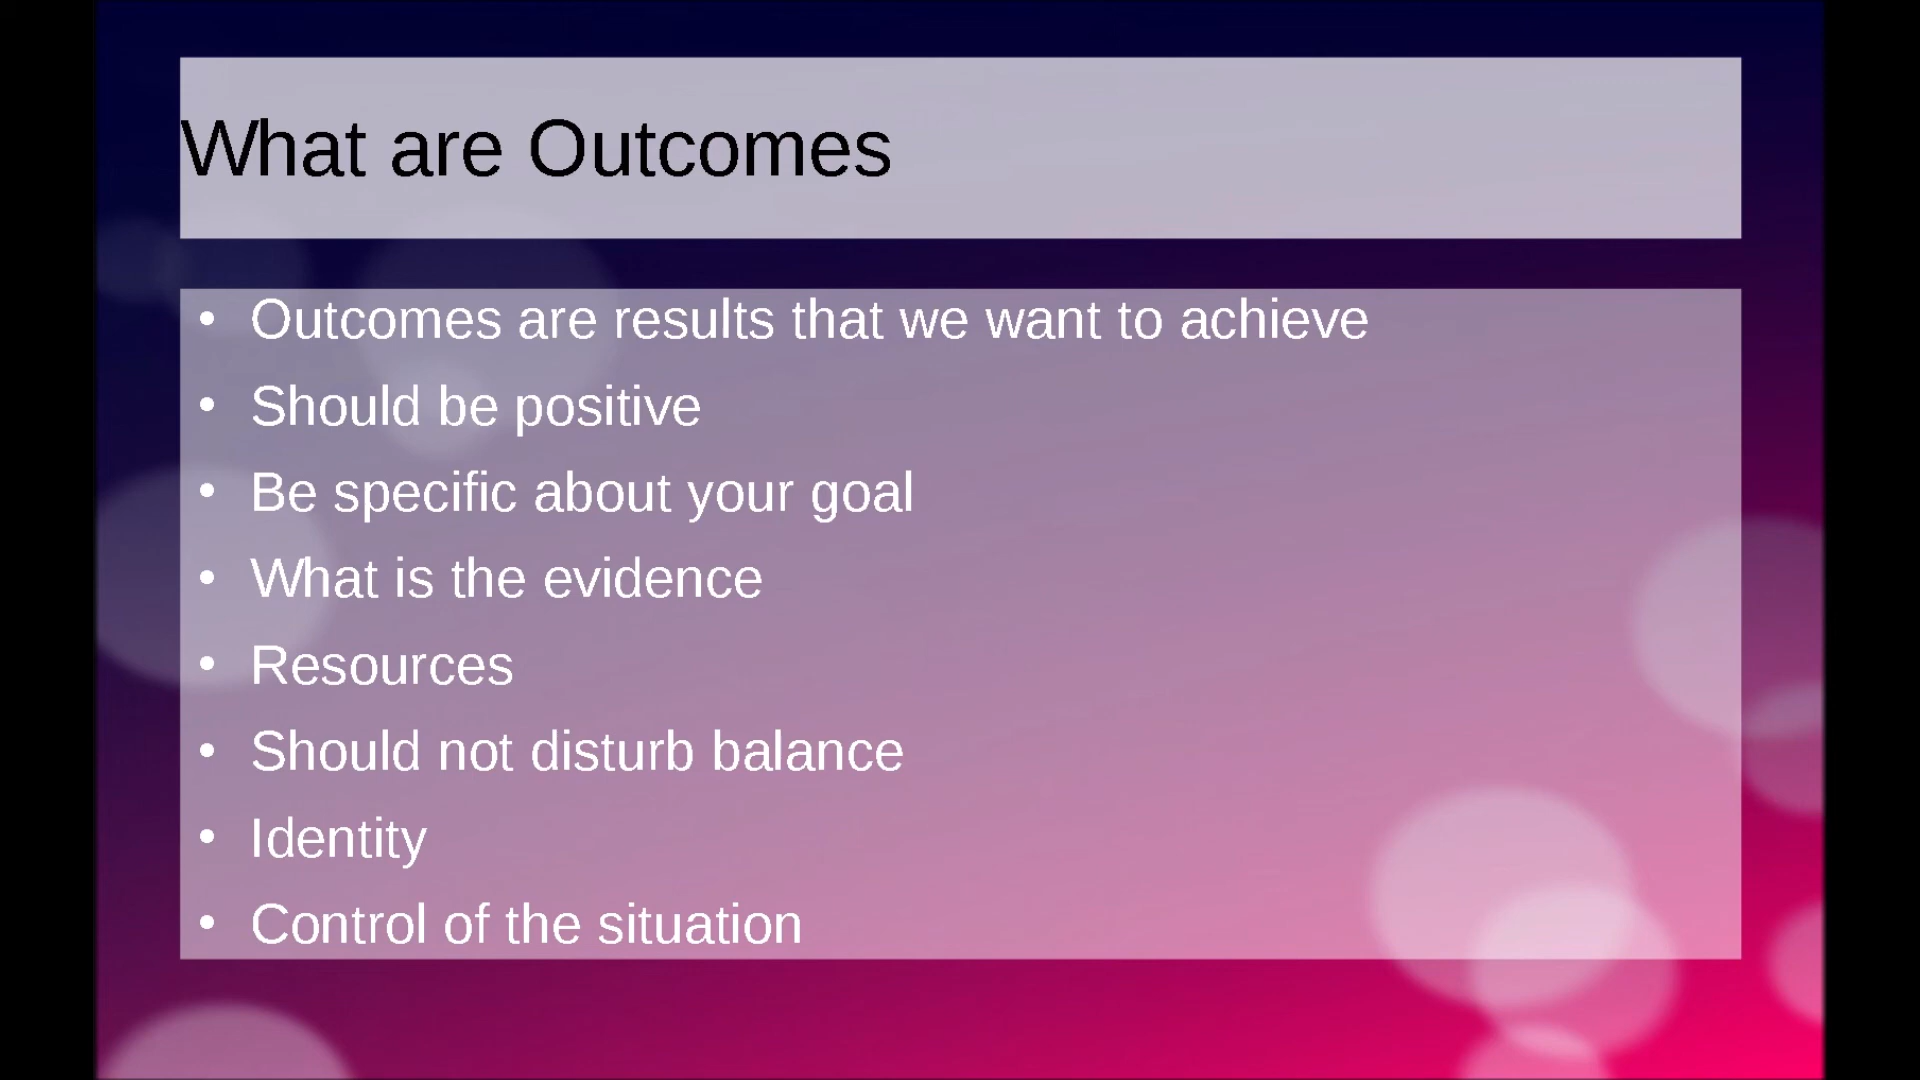 What are Outcomes
• Outcomes are results that we want to achieve
• Should be positive
• Be specific about your goal
• What is the evidence
• Resources
• Should not disturb balance
• Identity
• Control of the situation